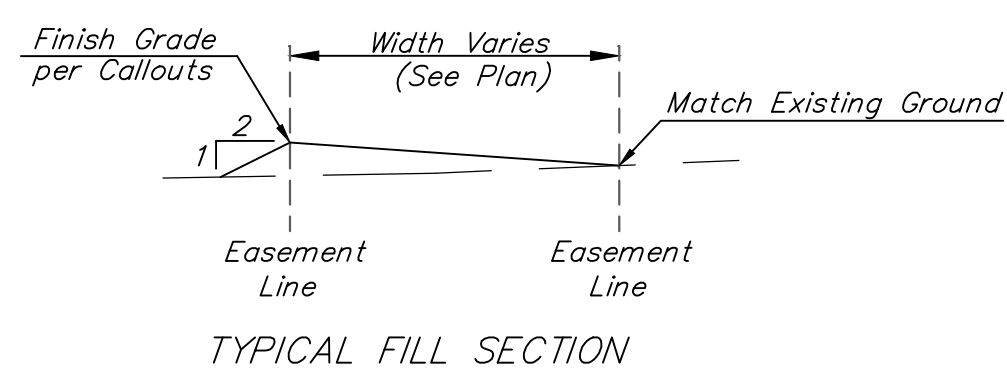 Finish Grade
per Callouts
Width Varies
(See Plan)
Match Existing Ground
2
1
Easement
Line
Easement
Line
TYPICAL FILL SECTION